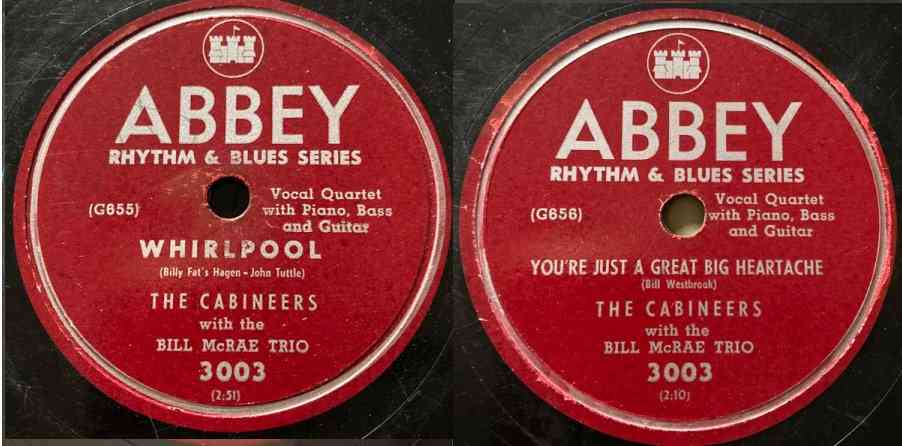 ABBEY
RHYTHM & BLUES SERIES
(G655)
Vocal Quartet
with Piano, Bass
and Guitar
WHIRLPOOL
(Billy Fat's Hagen - John Tuttle)
THE CABINEERS
with the
BILL McRAE TRIO
3003
(2:51)
ABBEY
RHYTHM & BLUES SERIES
(G656)
Vocal Quartet
with Piano, Bass
and Guitar
YOU'RE JUST A GREAT BIG HEARTACHE
(Bill Westbrook)
THE CABINEERS
with the
BILL McRAE TRIO
3003
(2:10)